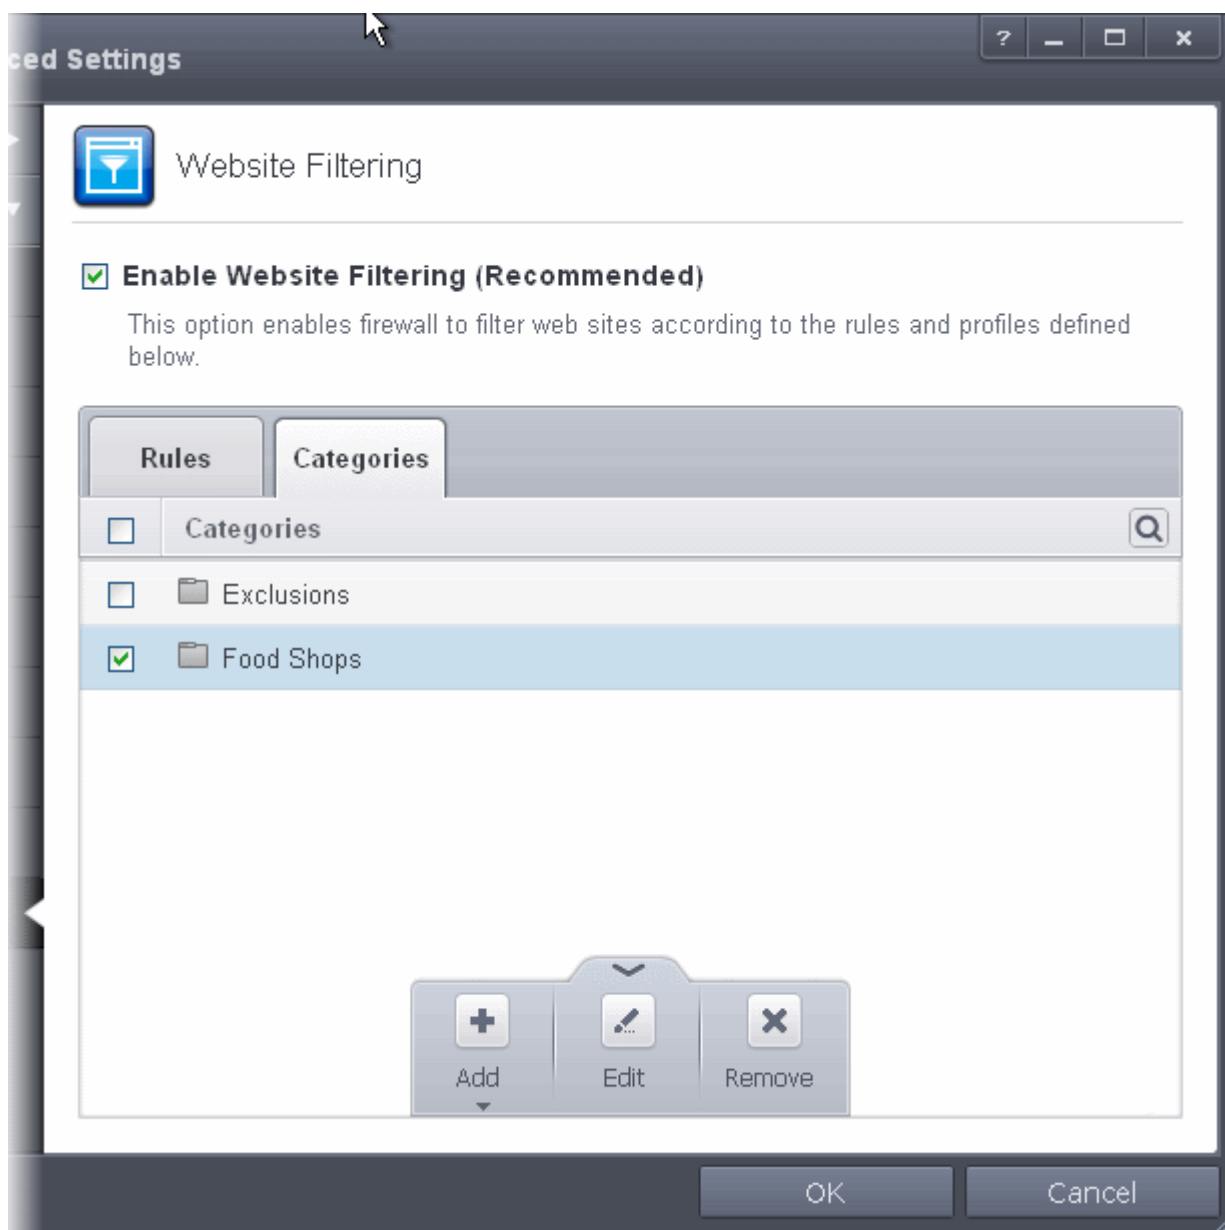 ced Settings
?
Website Filtering
Enable Website Filtering (Recommended)
This option enables firewall to filter web sites according to the rules and profiles defined
below.
Rules Categories
Categories
Exclusions
Food Shops
Add Edit Remove
OK Cancel